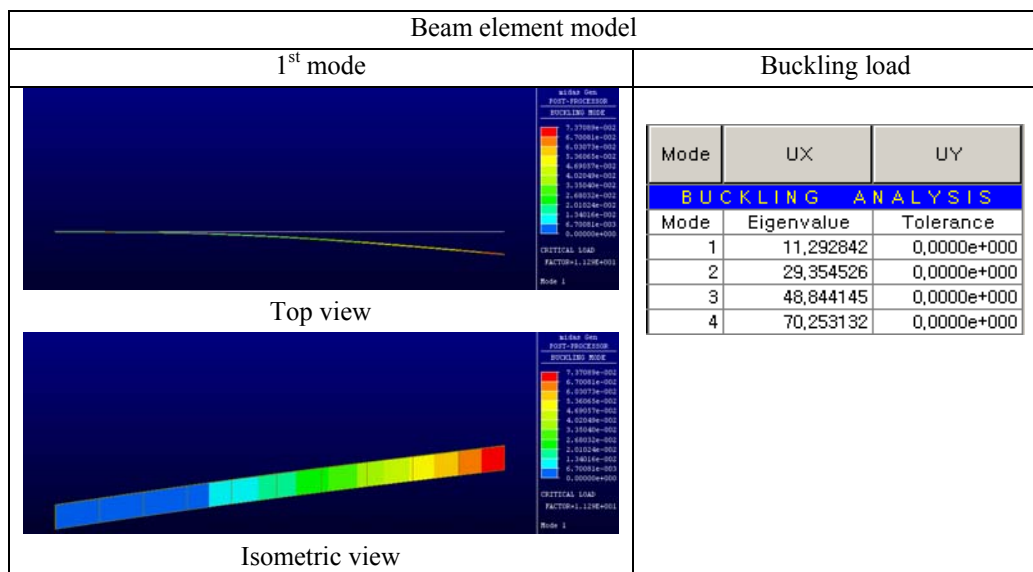 Beam element model
1st mode
Buckling load
midas Gen
POST-PROCESSOR
BUCKLING MODE
7.37089e-002
6.70081e-002
6.03073e-002
5.36065e-002
4.69057e-002
4.02049e-002
3.35040e-002
2.68032e-002
2.01024e-002
1.34016e-002
6.70081e-003
0.00000e+000
CRITICAL LOAD
FACTOR=1.129E+001
Mode 1
Top view
midas Gen
POST-PROCESSOR
BUCKLING MODE
7.37089e-002
6.70081e-002
6.03073e-002
5.36065e-002
4.69057e-002
4.02049e-002
3.35040e-002
2.68032e-002
2.01024e-002
1.34016e-002
6.70081e-003
0.00000e+000
CRITICAL LOAD
FACTOR=1.129E+001
Mode 1
Isometric view
Mode UX UY
BUCKLING ANALYSIS
Mode Eigenvalue Tolerance
1 11,292842 0,0000e+000
2 29,354526 0,0000e+000
3 48,844145 0,0000e+000
4 70,253132 0,0000e+000